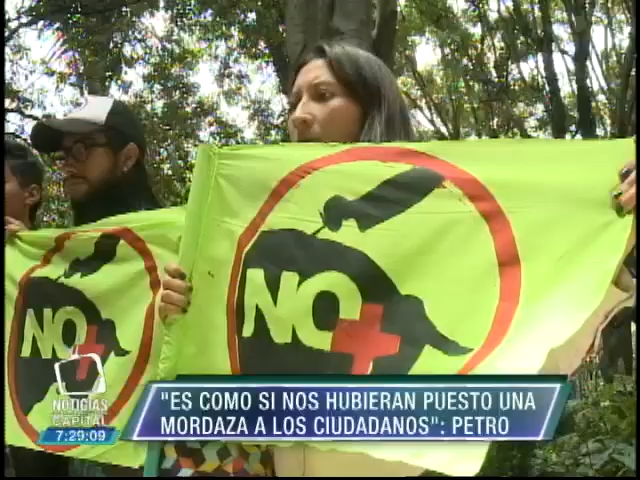 NO+
NO+
NOTICIAS
CAPITAL
7:29:09
"ES COMO SI NOS HUBIERAN PUESTO UNA
MORDAZA A LOS CIUDADANOS": PETRO